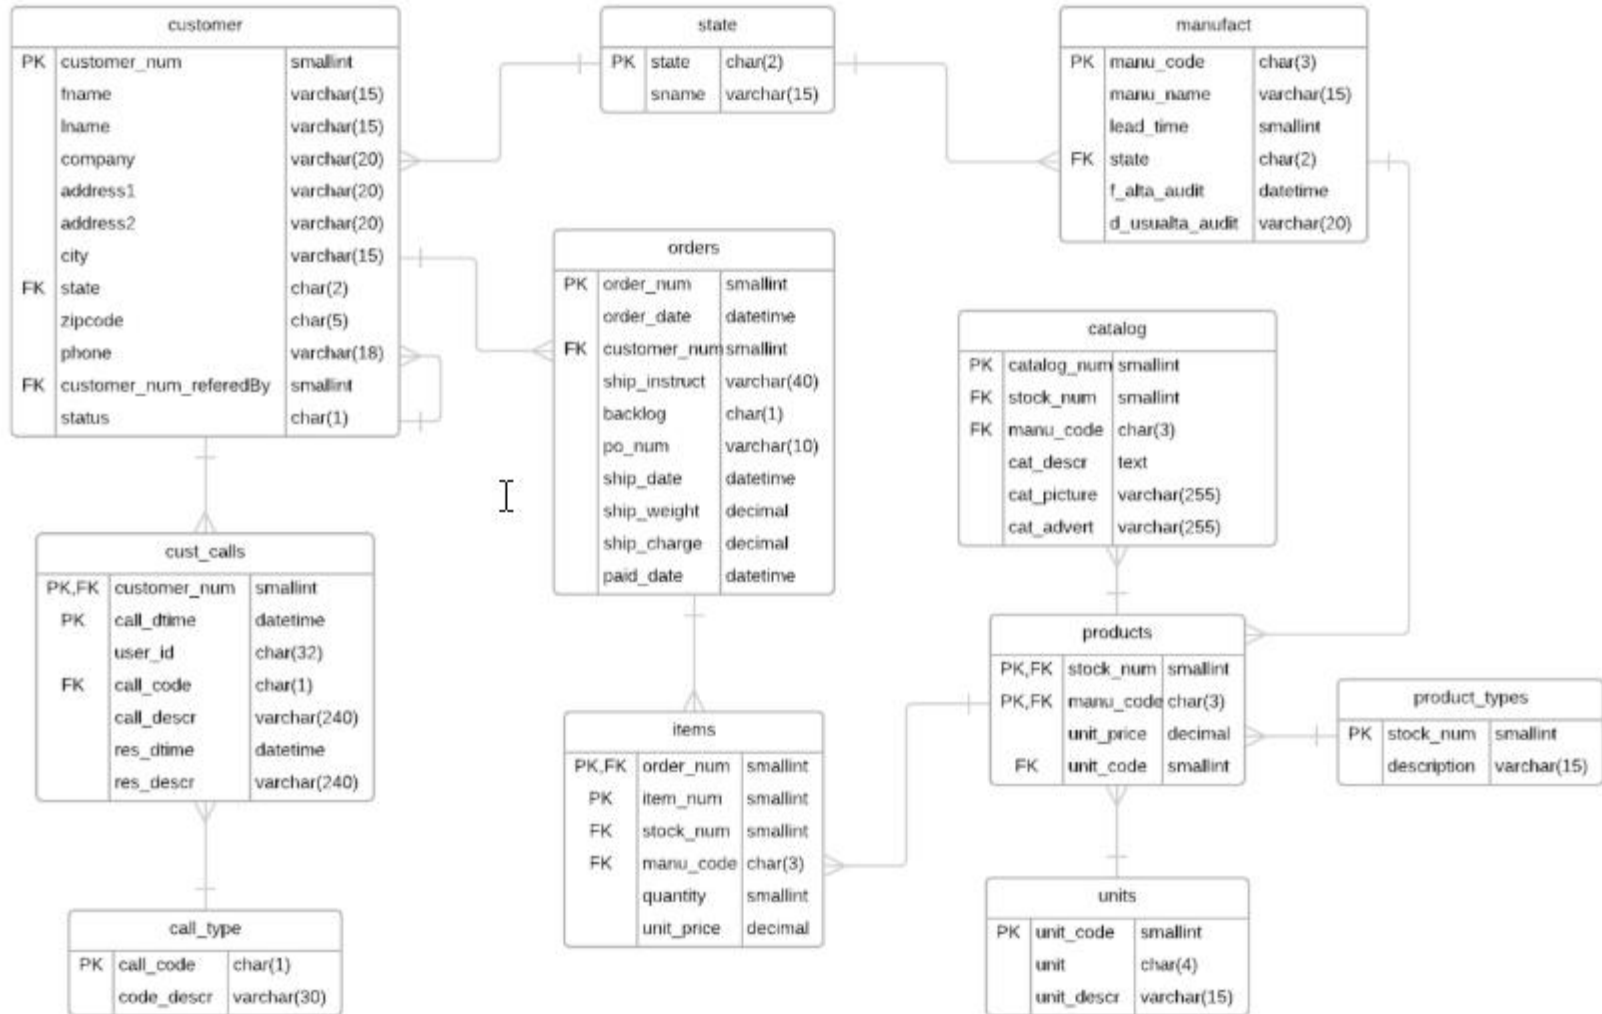 customer
PK customer_num smallint
fname varchar(15)
lname varchar(15)
company varchar(20)
address1 varchar(20)
address2 varchar(20)
city varchar(15)
FK state char(2)
zipcode char(5)
phone varchar(18)
FK customer_num_referedBy smallint
status char(1)
state
PK state char(2)
sname varchar(15)
manufact
PK manu_code char(3)
manu_name varchar(15)
lead_time smallint
FK state char(2)
f_alta_audit datetime
d_usualta_audit varchar(20)
orders
PK order_num smallint
order_date datetime
FK customer_num smallint
ship_instruct varchar(40)
backlog char(1)
po_num varchar(10)
ship_date datetime
ship_weight decimal
ship_charge decimal
paid_date datetime
catalog
PK catalog_num smallint
FK stock_num smallint
FK manu_code char(3)
cat_descr text
cat_picture varchar(255)
cat_advert varchar(255)
cust_calls
PK,FK customer_num smallint
PK call_dtime datetime
user_id char(32)
FK call_code char(1)
call_descr varchar(240)
res_dtime datetime
res_descr varchar(240)
products
PK,FK stock_num smallint
PK,FK manu_code char(3)
unit_price decimal
FK unit_code smallint
product_types
PK stock_num smallint
description varchar(15)
items
PK,FK order_num smallint
PK item_num smallint
FK stock_num smallint
FK manu_code char(3)
quantity smallint
unit_price decimal
call_type
PK call_code char(1)
code_descr varchar(30)
units
PK unit_code smallint
unit char(4)
unit_descr varchar(15)